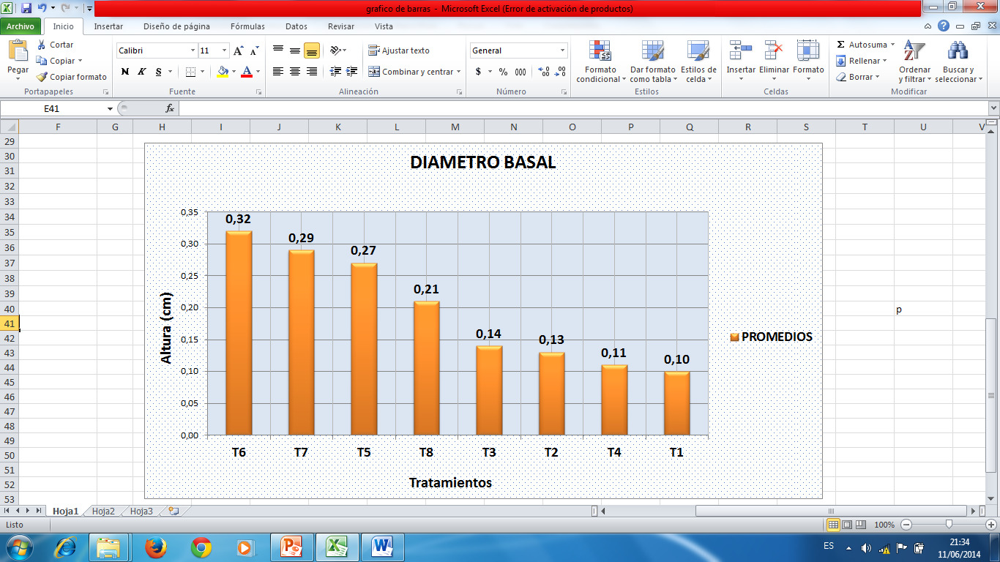 grafico de barras - Microsoft Excel (Error de activación de productos)
Archivo Inicio Insertar Diseño de página Fórmulas Datos Revisar Vista
Pegar
Cortar
Copiar
Copiar formato
Portapapeles
Calibri 11
N K S
Fuente
Ajustar texto
Combinar y centrar
Alineación
General
$ % 000
Número
Formato condicional
Dar formato como tabla
Estilos de celda
Estilos
Insertar Eliminar Formato
Celdas
Autosuma
Rellenar
Borrar
Ordenar y filtrar
Buscar y seleccionar
Modificar
E41 fx
F G H I J K L M N O P Q R S T U V
29
30
31
32
33
34
35
36
37
38
39
40
41
42
43
44
45
46
47
48
49
50
51
52
53
DIAMETRO BASAL
Altura (cm)
0,35
0,30
0,25
0,20
0,15
0,10
0,05
0,00
0,32 0,29 0,27 0,21 0,14 0,13 0,11 0,10
T6 T7 T5 T8 T3 T2 T4 T1
Tratamientos
PROMEDIOS
p
Hoja1 Hoja2 Hoja3
Listo
100%
ES
21:34
11/06/2014